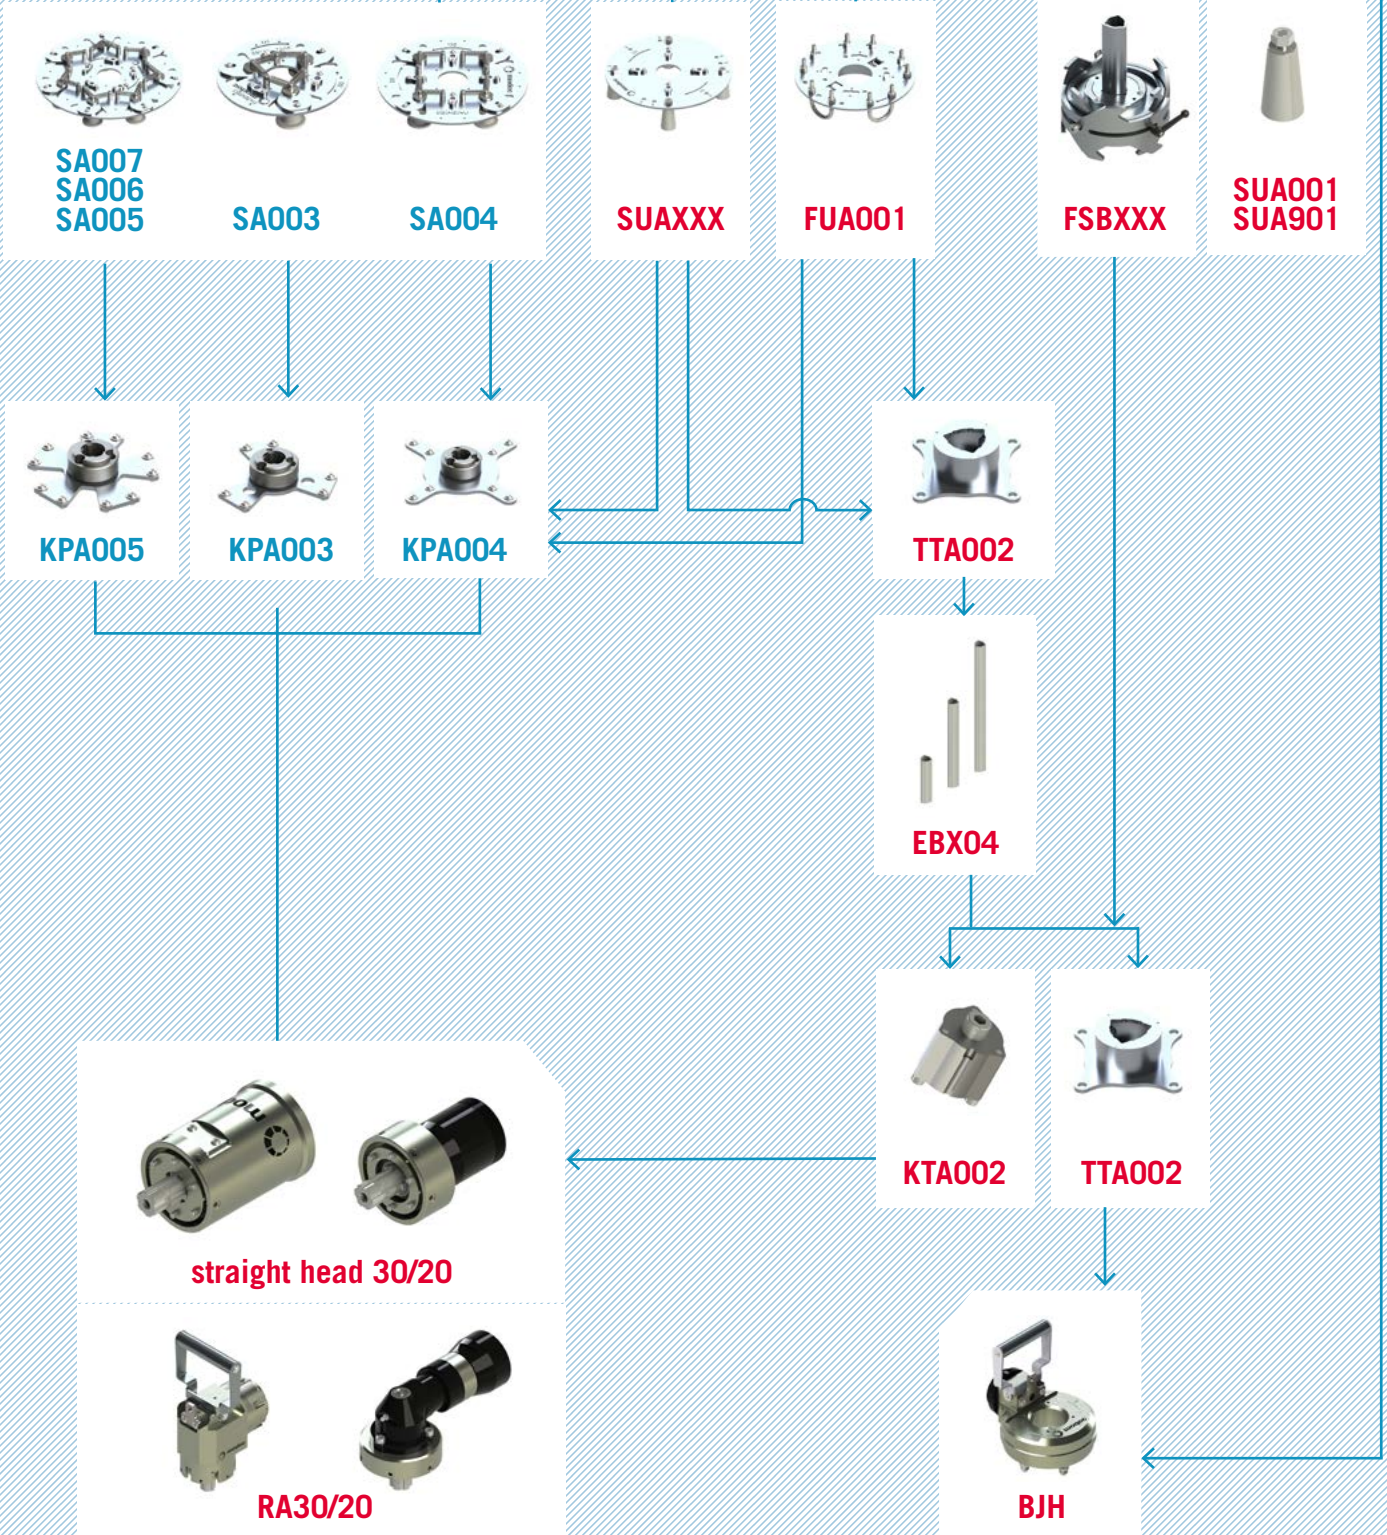 SA007
SA006
SA005
SA003
SA004
SUAXXX
FUA001
FSBXXX
SUA001
SUA901
KPA005
KPA003
KPA004
TTA002
EBX04
KTA002
TTA002
straight head 30/20
RA30/20
BJH